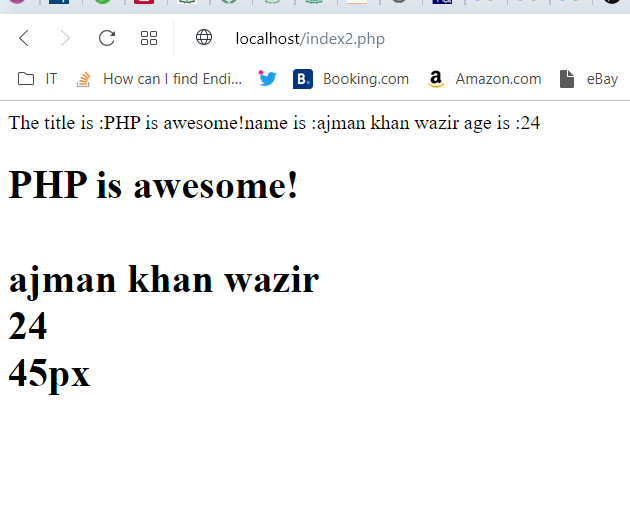 localhost/index2.php
IT How can I find Endi... B. Booking.com a Amazon.com eBay
The title is :PHP is awesome!name is :ajman khan wazir age is :24
PHP is awesome!
ajman khan wazir
24
45px